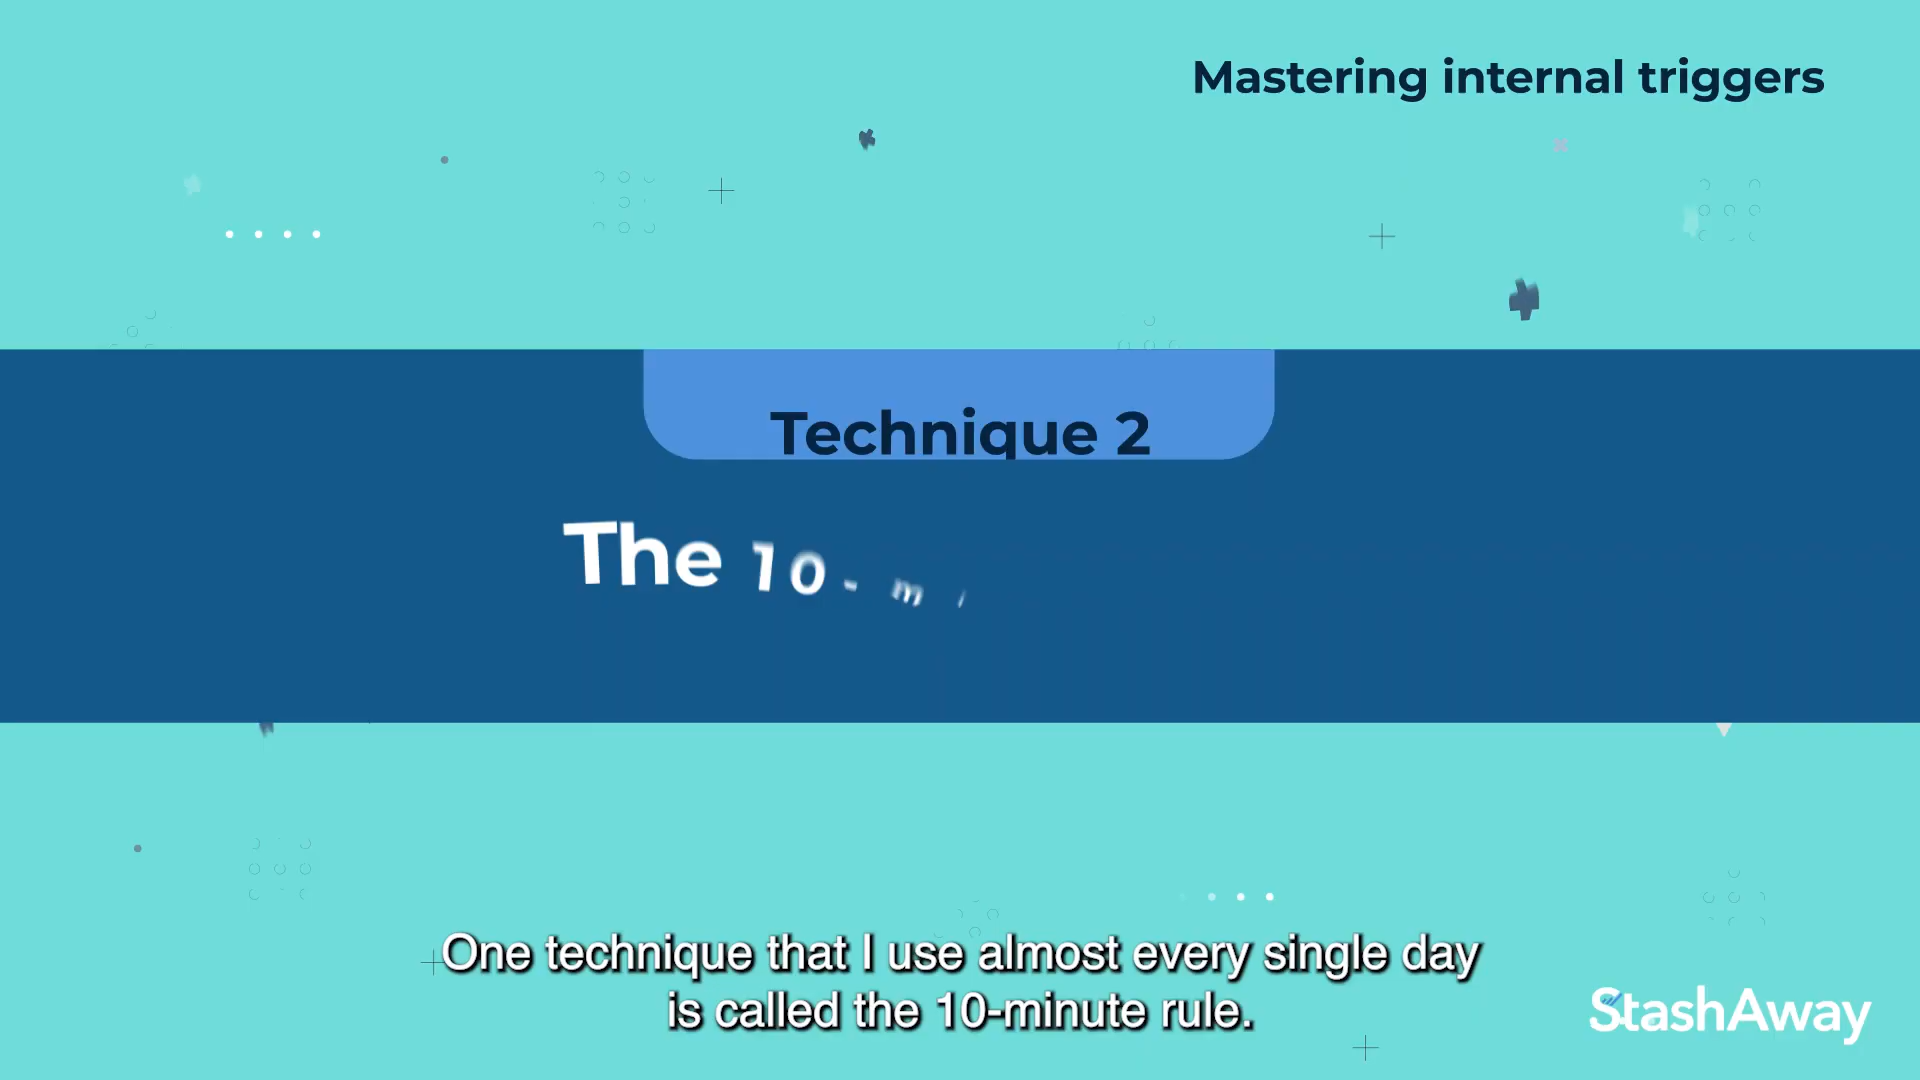 Mastering internal triggers
Technique 2
The 10-mi
One technique that I use almost every single day
is called the 10-minute rule.
StashAway